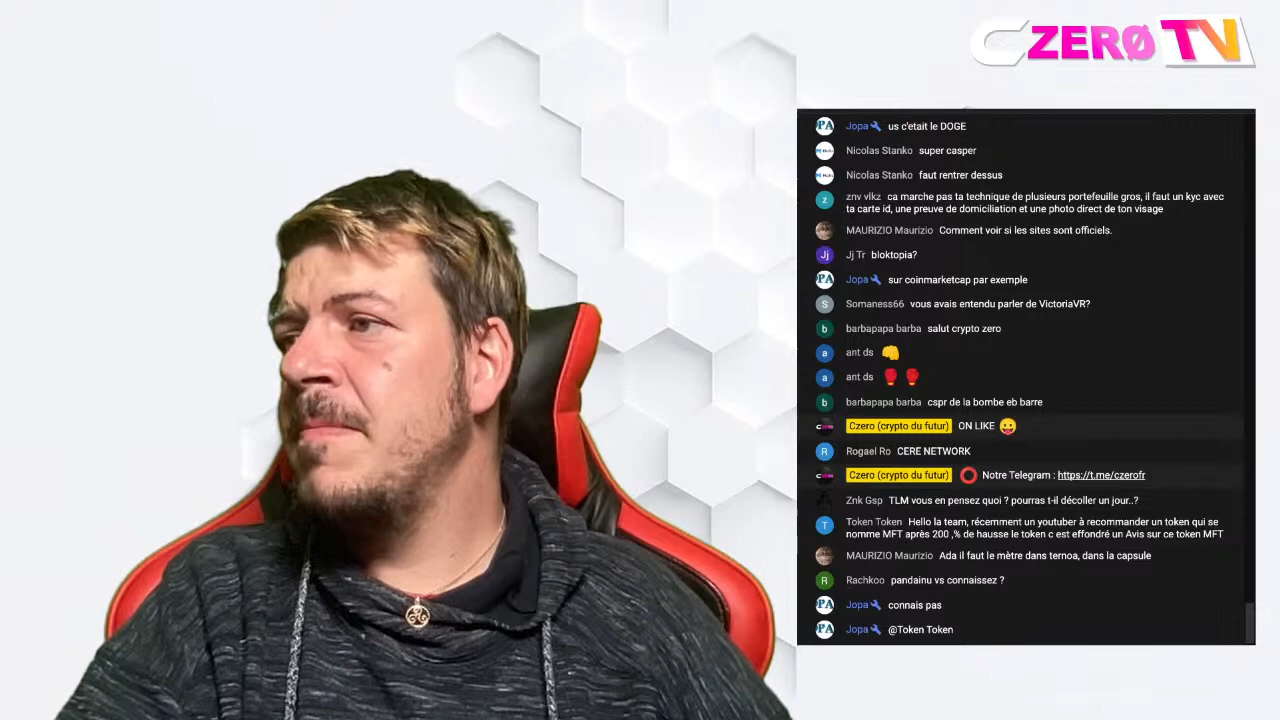 CZERØ TV
Jopa us c'etait le DOGE
Nicolas Stanko super casper
Nicolas Stanko faut rentrer dessus
z
znv vlkz ca marche pas ta technique de plusieurs portefeuille gros, il faut un kyc avec
ta carte id, une preuve de domiciliation et une photo direct de ton visage
MAURIZIO Maurizio Comment voir si les sites sont officiels.
Jj Jj Tr bloktopia?
PA Jopa sur coinmarketcap par exemple
S Somaness66 vous avais entendu parler de VictoriaVR?
b barbapapa barba salut crypto zero
a ant ds 👊
a ant ds 🥊 🥊
b barbapapa barba cspr de la bombe eb barre
Czero (crypto du futur) ON LIKE 😛
R Rogael Ro CERE NETWORK
Czero (crypto du futur) ⭕ Notre Telegram : https://t.me/czerofr
Znk Gsp TLM vous en pensez quoi ? pourras t-il décoller un jour..?
T Token Token Hello la team, récemment un youtuber à recommander un token qui se
nomme MFT après 200 ,% de hausse le token c est effondré un Avis sur ce token MFT
MAURIZIO Maurizio Ada il faut le mètre dans ternoa, dans la capsule
R Rachkoo pandainu vs connaissez ?
PA Jopa connais pas
PA Jopa @Token Token